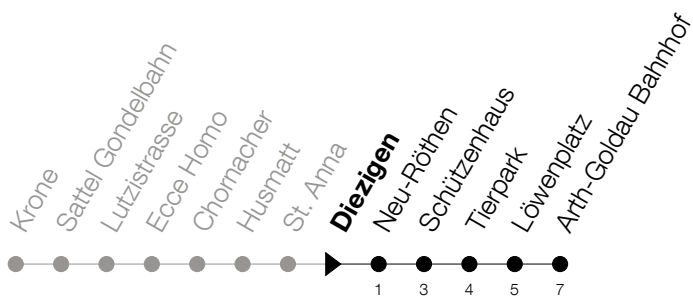 Krone
Sattel Gondelbahn
Lutzistrasse
Ecce Homo
Chornacher
Husmatt
St. Anna
Diezigen
Neu-Röthen
Schützenhaus
Tierpark
Löwenplatz
Arth-Goldau Bahnhof
1 3 4 5 7